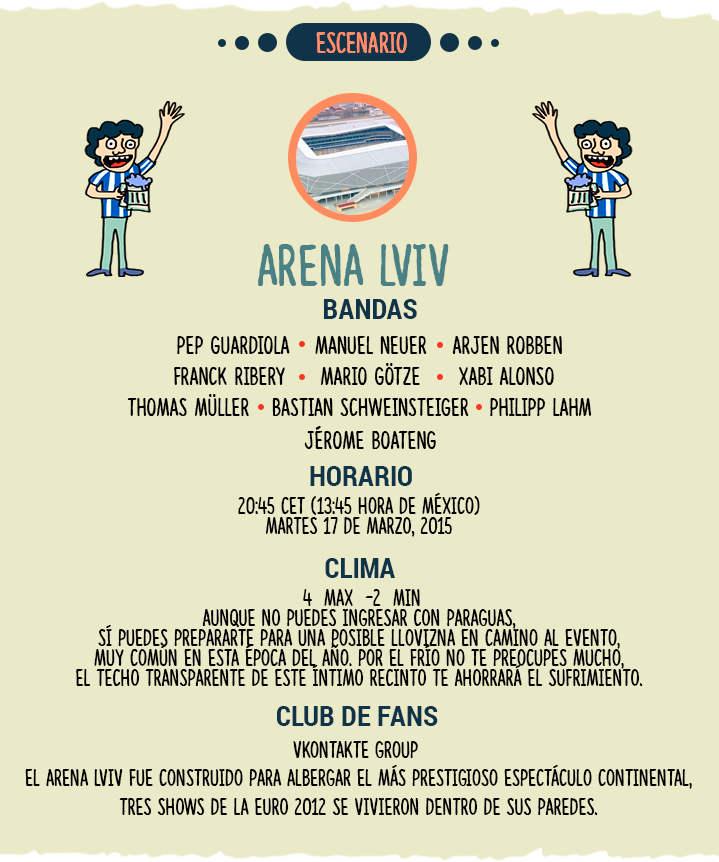 ESCENARIO
ARENA LVIV
BANDAS
PEP GUARDIOLA • MANUEL NEUER • ARJEN ROBBEN
FRANCK RIBERY • MARIO GÖTZE • XABI ALONSO
THOMAS MÜLLER • BASTIAN SCHWEINSTEIGER • PHILIPP LAHM
JÉROME BOATENG
HORARIO
20:45 CET (13:45 HORA DE MÉXICO)
MARTES 17 DE MARZO, 2015
CLIMA
4 MAX -2 MIN
AUNQUE NO PUEDES INGRESAR CON PARAGUAS,
SÍ PUEDES PREPARARTE PARA UNA POSIBLE LLOVIZNA EN CAMINO AL EVENTO,
MUY COMÚN EN ESTA ÉPOCA DEL AÑO. POR EL FRÍO NO TE PREOCUPES MUCHO,
EL TECHO TRANSPARENTE DE ESTE ÍNTIMO RECINTO TE AHORRARÁ EL SUFRIMIENTO.
CLUB DE FANS
VKONTAKTE GROUP
EL ARENA LVIV FUE CONSTRUIDO PARA ALBERGAR EL MÁS PRESTIGIOSO ESPECTÁCULO CONTINENTAL,
TRES SHOWS DE LA EURO 2012 SE VIVIERON DENTRO DE SUS PAREDES.